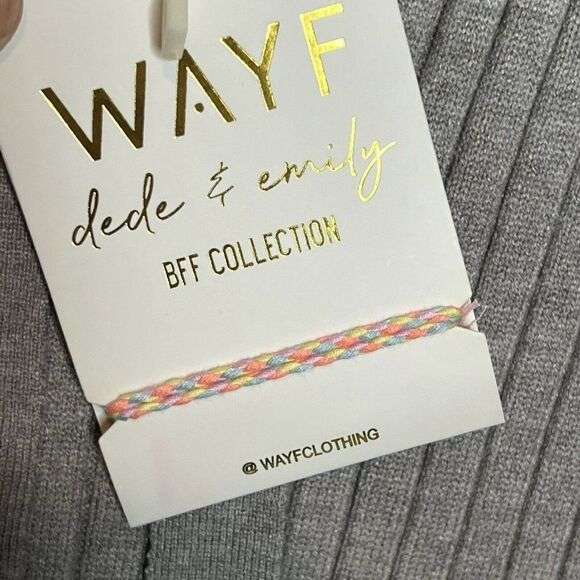 WAYF
dede & emily
BFF COLLECTION
@WAYFCLOTHING